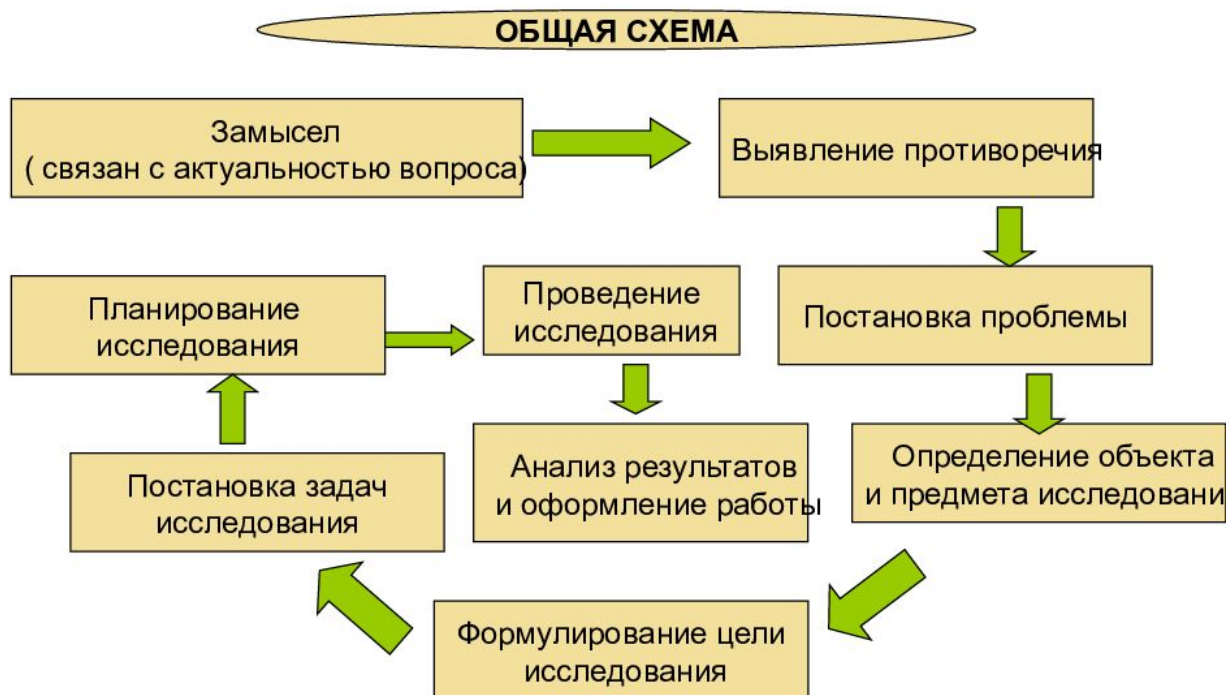 ОБЩАЯ СХЕМА
Замысел
( связан с актуальностью вопроса)
Выявление противоречия
Постановка проблемы
Определение объекта
и предмета исследовани
Формулирование цели
исследования
Постановка задач
исследования
Планирование
исследования
Проведение
исследования
Анализ результатов
и оформление работы